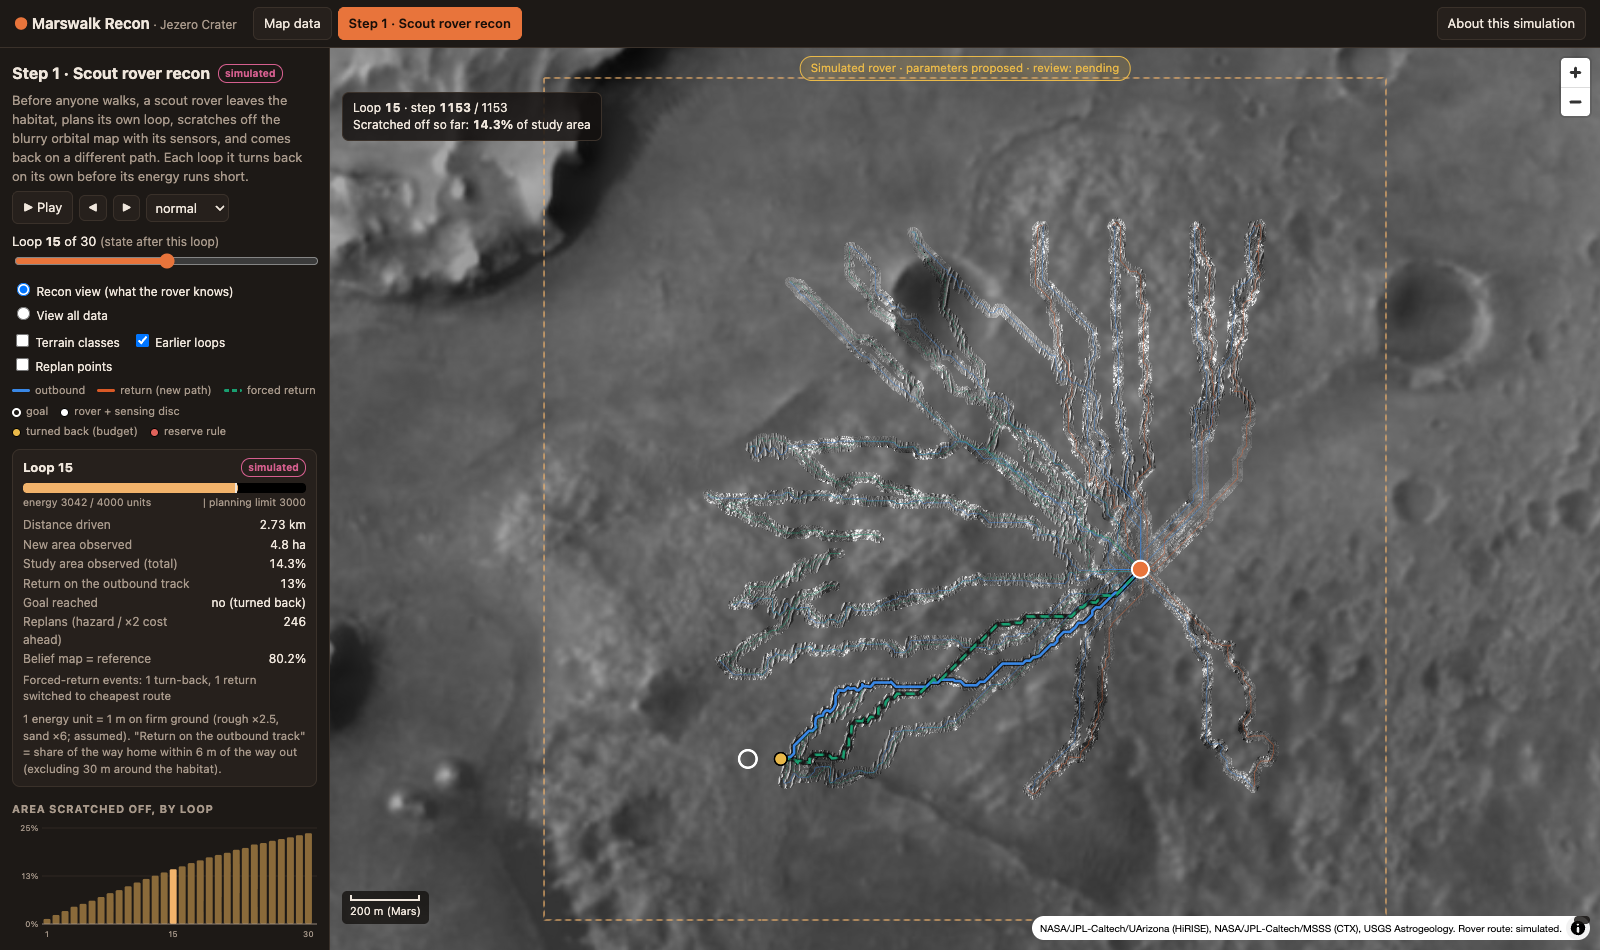 Marswalk Recon · Jezero Crater
Map data
Step 1 · Scout rover recon
About this simulation
Step 1 · Scout rover recon
simulated
Before anyone walks, a scout rover leaves the
habitat, plans its own loop, scratches off the
blurry orbital map with its sensors, and comes
back on a different path. Each loop it turns back
on its own before its energy runs short.
Play
normal
Loop 15 of 30 (state after this loop)
Recon view (what the rover knows)
View all data
Terrain classes
Earlier loops
Replan points
outbound
return (new path)
forced return
goal
rover + sensing disc
turned back (budget)
reserve rule
Loop 15
simulated
energy 3042 / 4000 units
| planning limit 3000
Distance driven 2.73 km
New area observed 4.8 ha
Study area observed (total) 14.3%
Return on the outbound track 13%
Goal reached no (turned back)
Replans (hazard / ×2 cost 246
ahead)
Belief map = reference 80.2%
Forced-return events: 1 turn-back, 1 return
switched to cheapest route
1 energy unit = 1 m on firm ground (rough ×2.5,
sand ×6; assumed). "Return on the outbound track"
= share of the way home within 6 m of the way out
(excluding 30 m around the habitat).
AREA SCRATCHED OFF, BY LOOP
25%
13%
0%
1 15 30
Simulated rover · parameters proposed · review: pending
Loop 15 · step 1153 / 1153
Scratched off so far: 14.3% of study area
+
−
200 m (Mars)
NASA/JPL-Caltech/UArizona (HiRISE), NASA/JPL-Caltech/MSSS (CTX), USGS Astrogeology. Rover route: simulated.